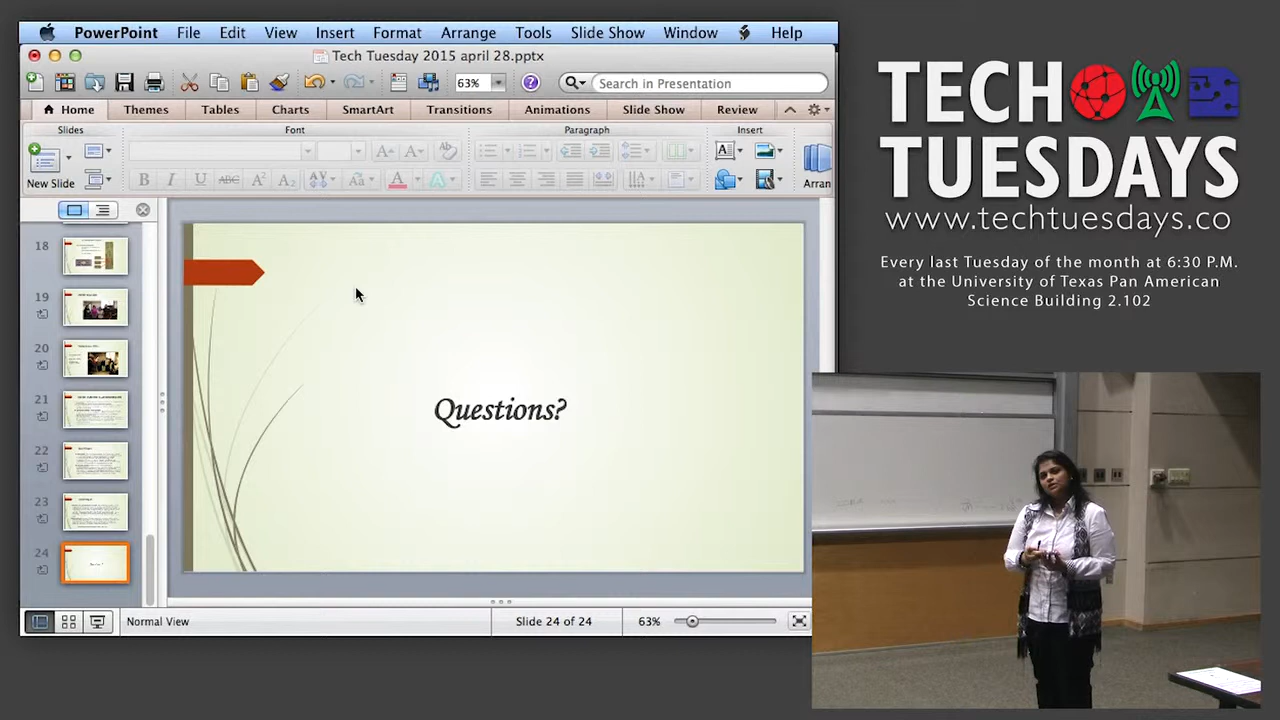 PowerPoint File Edit View Insert Format Arrange Tools Slide Show Window Help
Tech Tuesday 2015 april 28.pptx
63% Search in Presentation
Home Themes Tables Charts SmartArt Transitions Animations Slide Show Review
Slides Font Paragraph Insert
New Slide
Arran
18
19
20
21
22
23
24
Questions?
Normal View Slide 24 of 24 63%
TECH
TUESDAYS
www.techtuesdays.co
Every last Tuesday of the month at 6:30 P.M.
at the University of Texas Pan American
Science Building 2.102